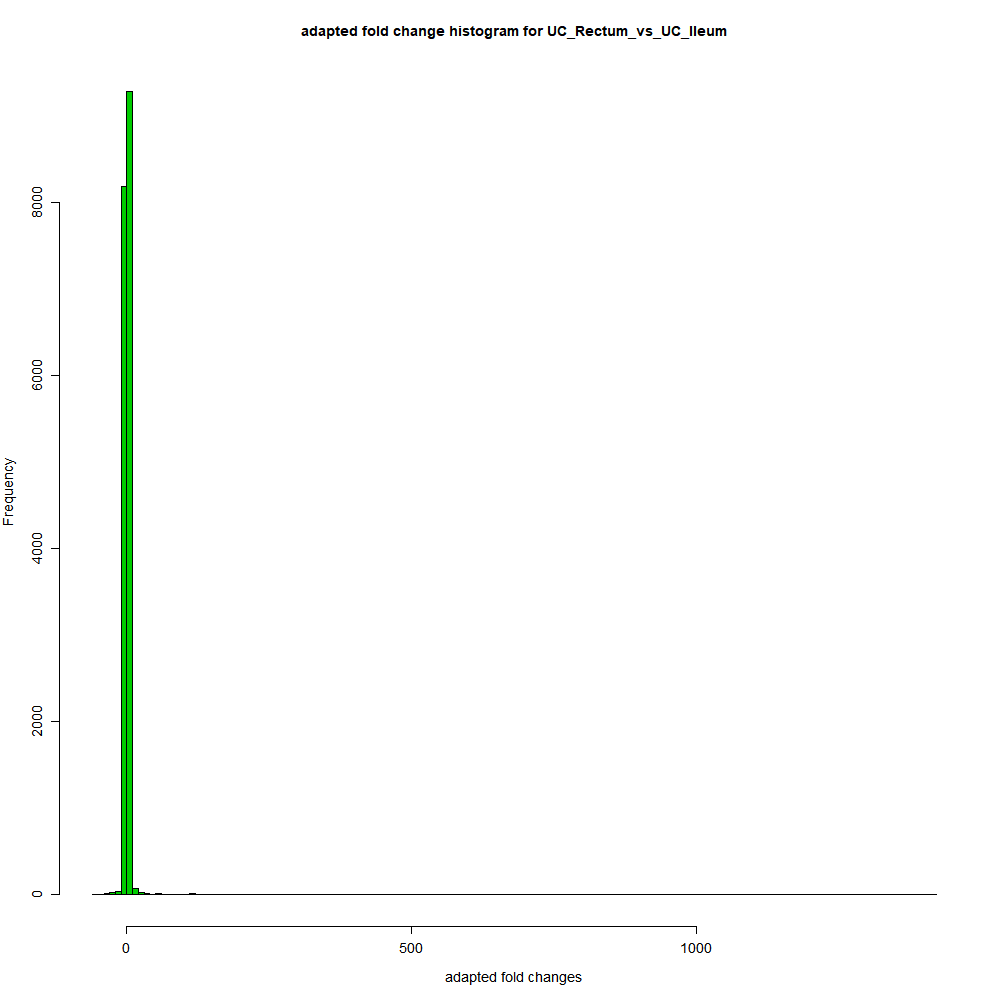 adapted fold change histogram for UC_Rectum_vs_UC_Ileum
8000
6000
Frequency
4000
2000
0
0 500 1000
adapted fold changes